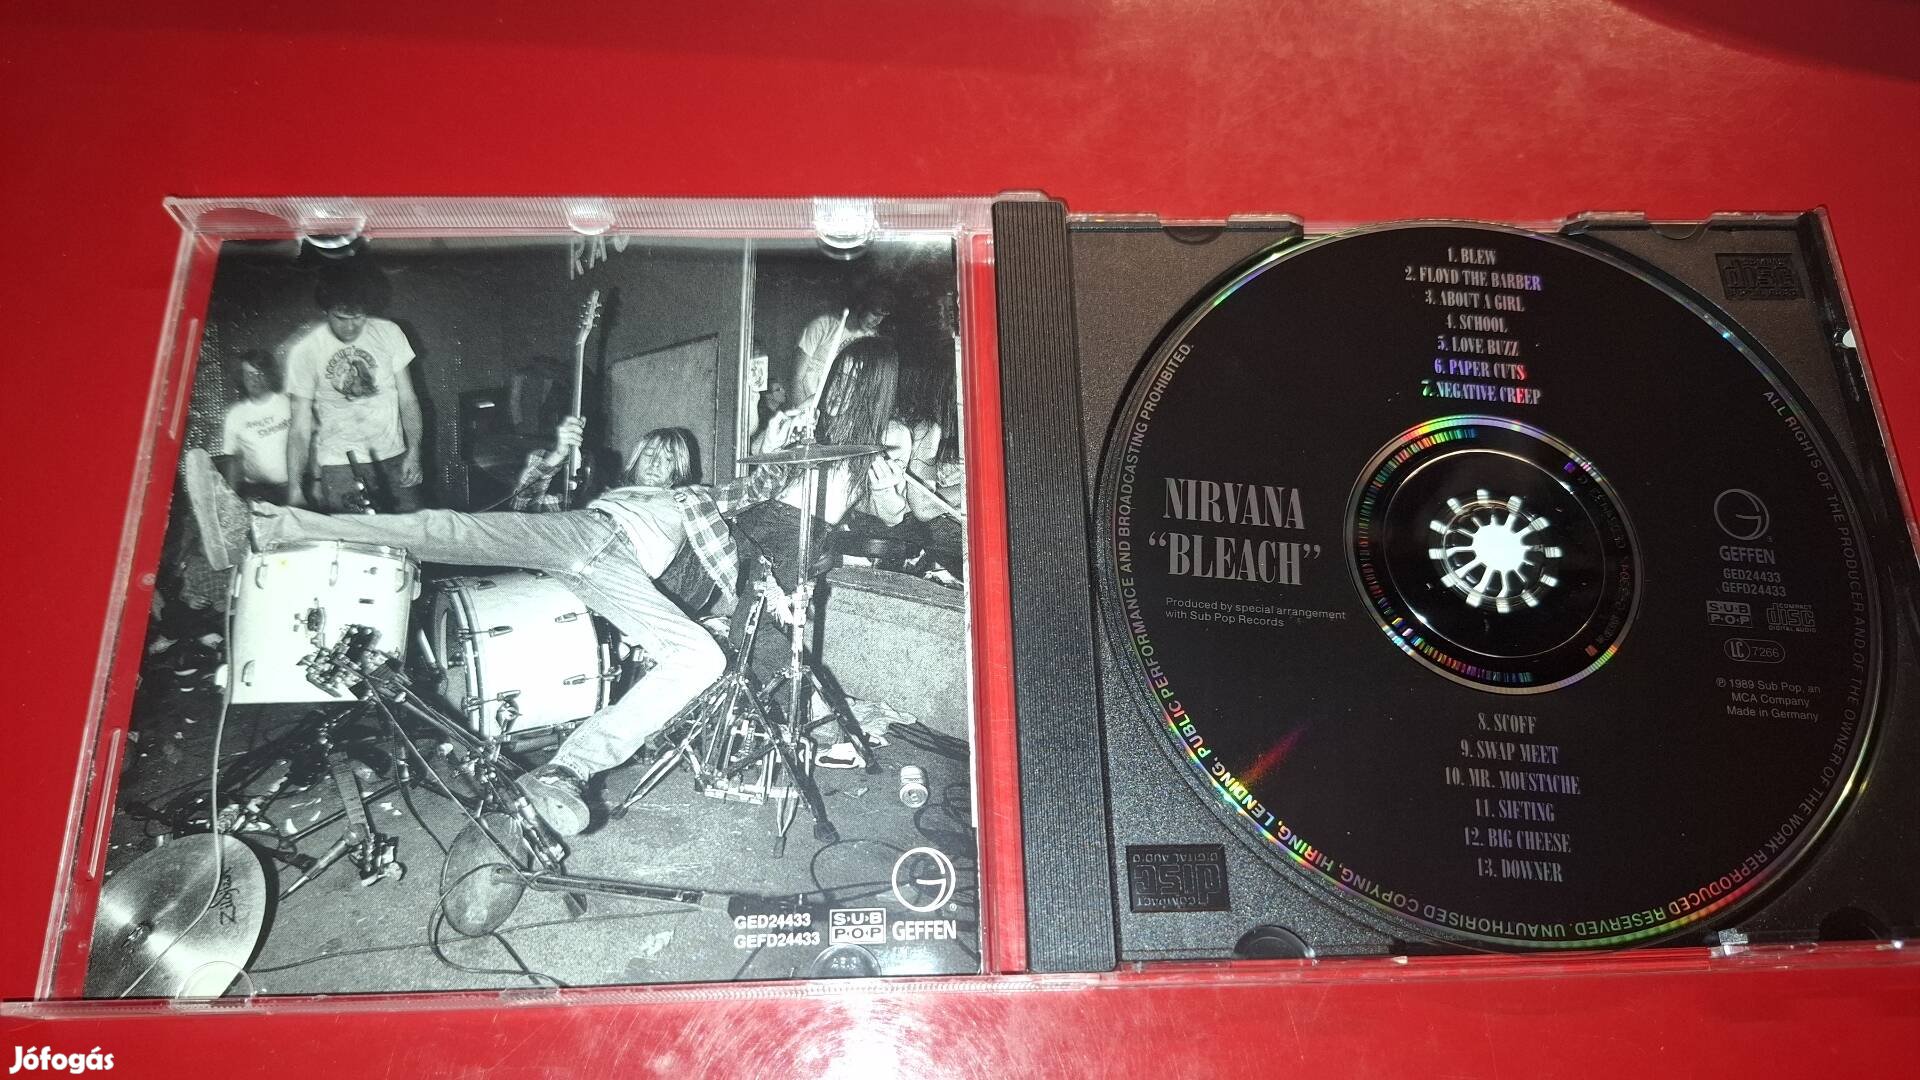 RAU
GED24433
GEFD24433
SUB
POP
GEFFEN
Zildjian
1. BLEW
2. FLOYD THE BARBER
3. ABOUT A GIRL
4. SCHOOL
5. LOVE BUZZ
6. PAPER CUTS
7. NEGATIVE CREEP
NIRVANA
“BLEACH”
Produced by special arrangement
with Sub Pop Records
GEFFEN
GED24433
GEFD24433
SUB
POP
COMPACT
disc
DIGITAL AUDIO
LC 7266
℗ 1989 Sub Pop, an
MCA Company
Made in Germany
8. SCOFF
9. SWAP MEET
10. MR. MOUSTACHE
11. SIFTING
12. BIG CHEESE
13. DOWNER
ALL RIGHTS OF THE PRODUCER AND OF THE OWNER OF THE WORK REPRODUCED RESERVED. UNAUTHORISED COPYING, HIRING, LENDING, PUBLIC PERFORMANCE AND BROADCASTING PROHIBITED.
COMPACT
disc
DIGITAL AUDIO
COMPACT
disc
Jófogás